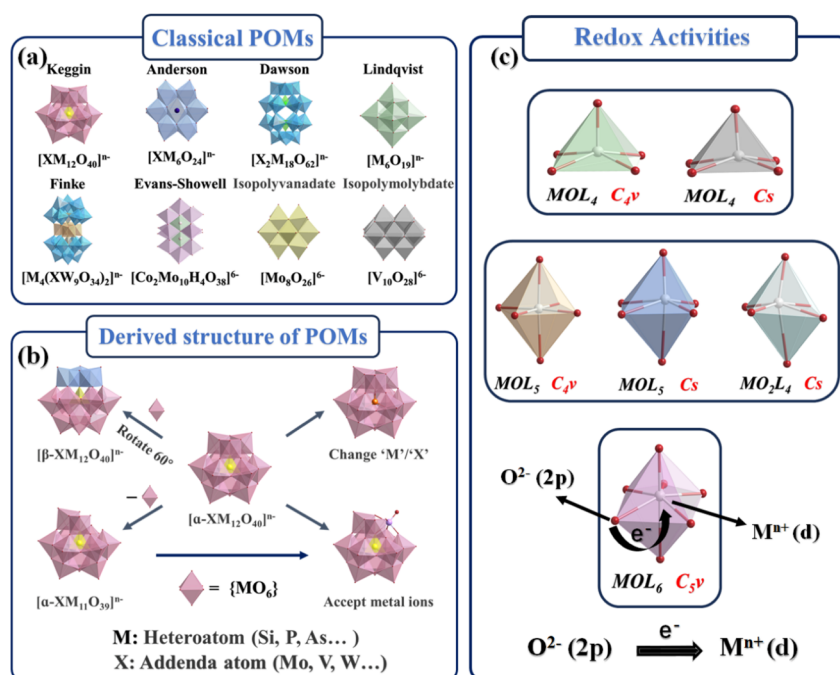 Classical POMs
(a)
Keggin Anderson Dawson Lindqvist
[XM₁₂O₄₀]ⁿ⁻ [XM₆O₂₄]ⁿ⁻ [X₂M₁₈O₆₂]ⁿ⁻ [M₆O₁₉]ⁿ⁻
Finke Evans-Showell Isopolyvanadate Isopolymolybdate
[M₄(XW₉O₃₄)₂]ⁿ⁻ [Co₂Mo₁₀H₄O₃₈]⁶⁻ [Mo₈O₂₆]⁶⁻ [V₁₀O₂₈]⁶⁻
Derived structure of POMs
(b)
Rotate 60°
[β-XM₁₂O₄₀]ⁿ⁻
Change 'M'/'X'
[α-XM₁₂O₄₀]ⁿ⁻
[α-XM₁₁O₃₉]ⁿ⁻
= {MO₆}
Accept metal ions
M: Heteroatom (Si, P, As… )
X: Addenda atom (Mo, V, W…)
Redox Activities
(c)
MOL₄ C₄v MOL₄ Cs
MOL₅ C₄v MOL₅ Cs MO₂L₄ Cs
O²⁻ (2p)
e⁻
Mⁿ⁺ (d)
MOL₆ C₅v
e⁻
O²⁻ (2p) Mⁿ⁺ (d)